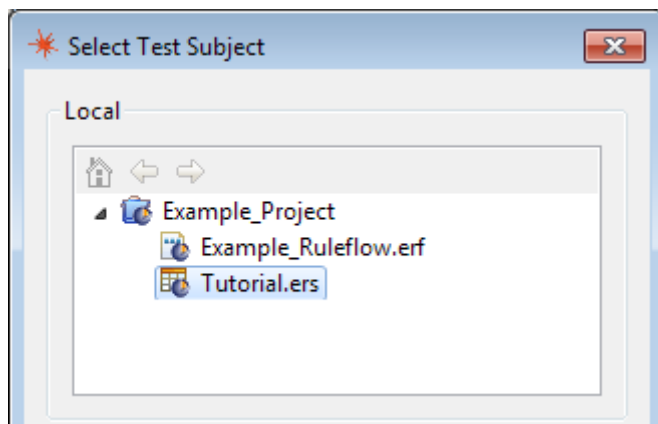 Select Test Subject
Local
Example_Project
Example_Ruleflow.erf
Tutorial.ers